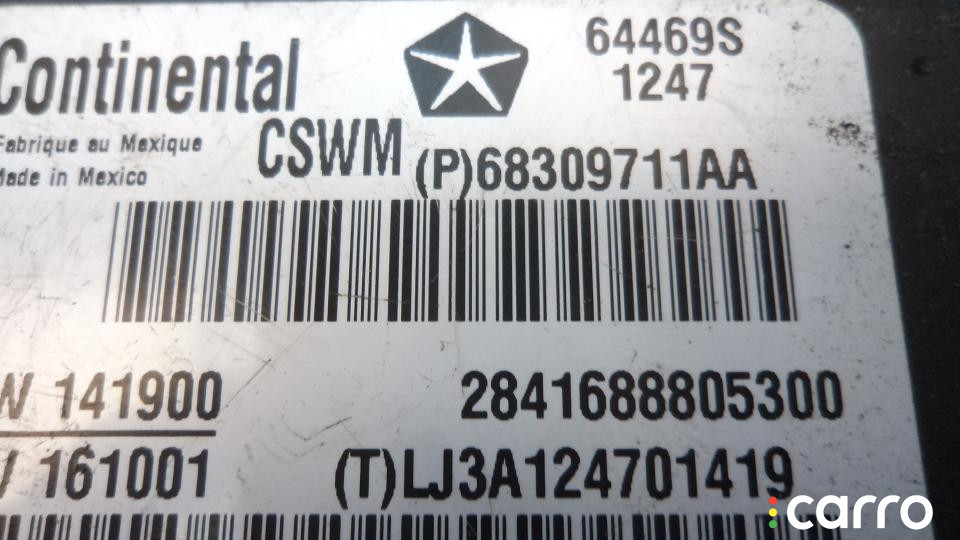 Continental
64469S
1247
Fabrique au Mexique
Made in Mexico
CSWM
(P)68309711AA
W 141900
2841688805300
161001
(T)LJ3A124701419
carro